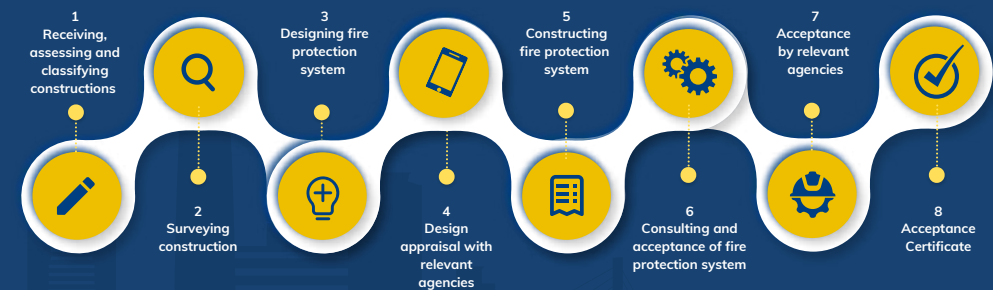 1
Receiving,
assessing and
classifying
constructions
2
Surveying
construction
3
Designing fire
protection
system
4
Design
appraisal with
relevant
agencies
5
Constructing
fire protection
system
6
Consulting and
acceptance of fire
protection system
7
Acceptance
by relevant
agencies
8
Acceptance
Certificate